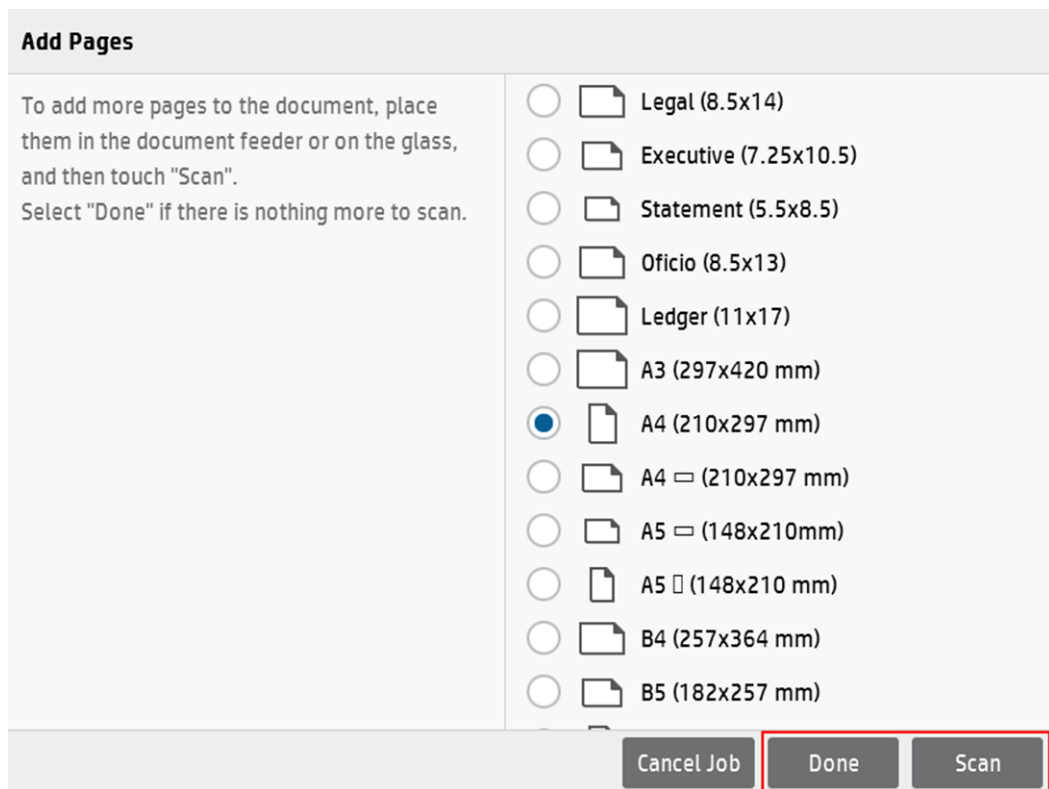 Add Pages
To add more pages to the document, place
them in the document feeder or on the glass,
and then touch "Scan".
Select "Done" if there is nothing more to scan.
Legal (8.5x14)
Executive (7.25x10.5)
Statement (5.5x8.5)
Oficio (8.5x13)
Ledger (11x17)
A3 (297x420 mm)
A4 (210x297 mm)
A4 ▭ (210x297 mm)
A5 ▭ (148x210mm)
A5 ▯ (148x210 mm)
B4 (257x364 mm)
B5 (182x257 mm)
Cancel Job
Done
Scan